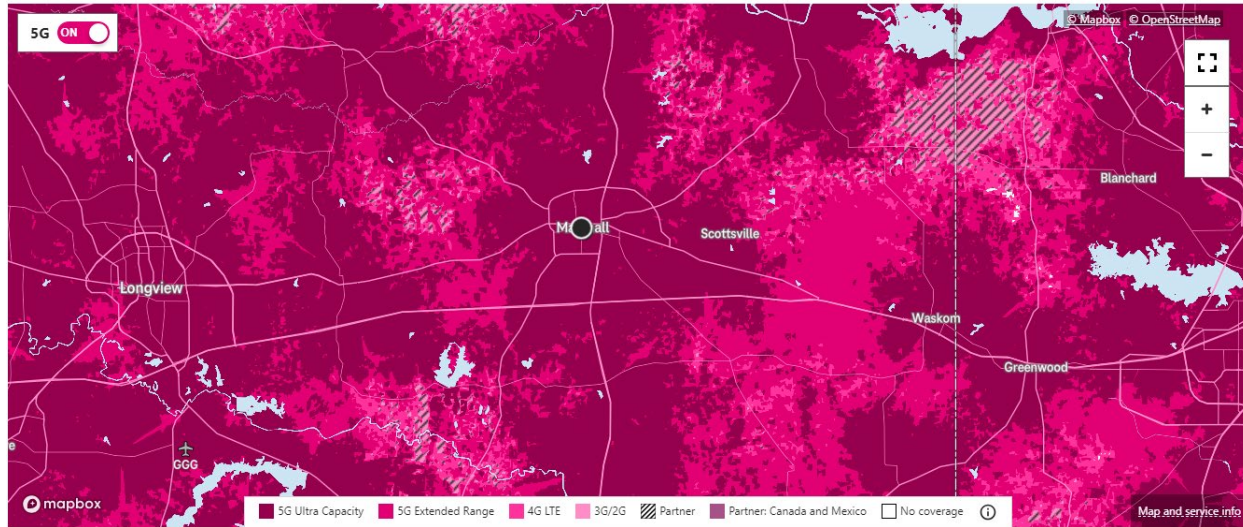 5G ON
© Mapbox © OpenStreetMap
+
−
Blanchard
Scottsville
Longview
Waskom
Greenwood
e
GGG
mapbox
5G Ultra Capacity 5G Extended Range 4G LTE 3G/2G Partner Partner: Canada and Mexico No coverage i
Map and service info